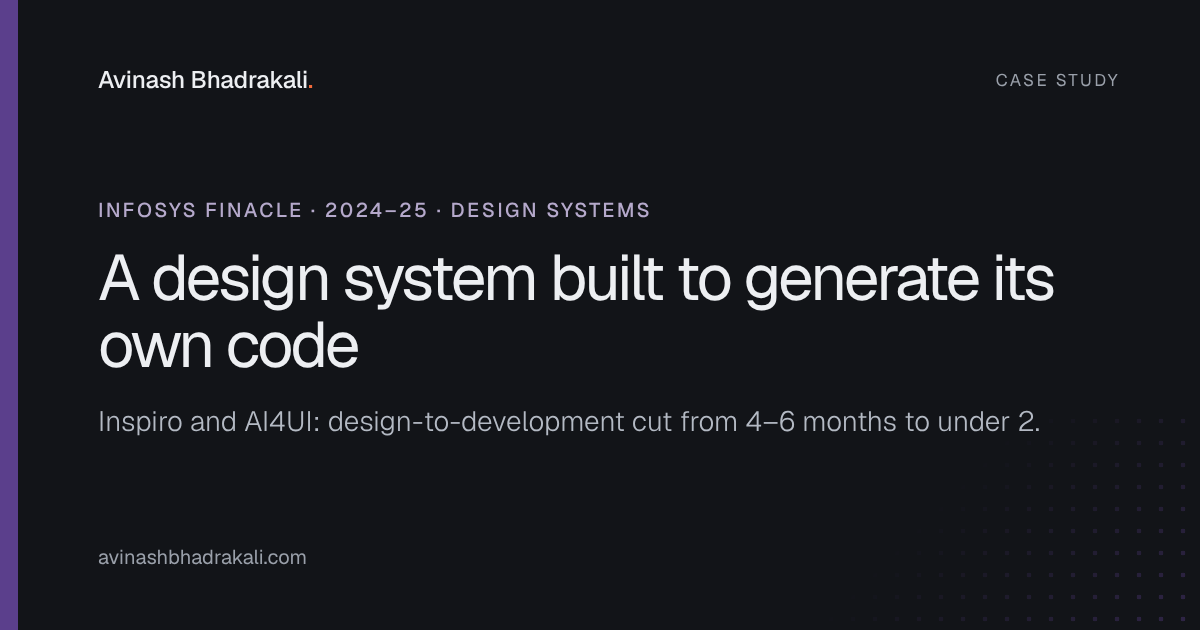 Avinash Bhadrakali.
CASE STUDY
INFOSYS FINACLE · 2024–25 · DESIGN SYSTEMS
A design system built to generate its
own code
Inspiro and AI4UI: design-to-development cut from 4–6 months to under 2.
avinashbhadrakali.com